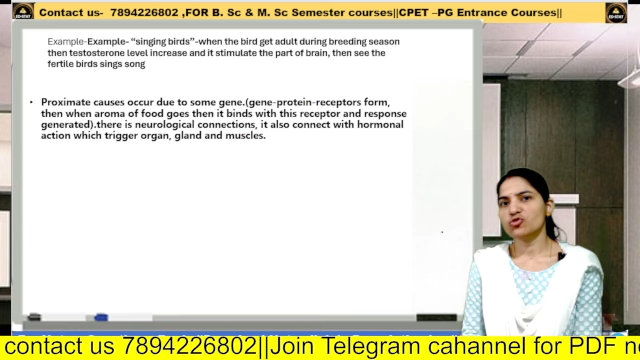 Contact us-  7894226802 ,FOR B. Sc & M. Sc Semester courses||CPET –PG Entrance Courses||
Example-Example- “singing birds”-when the bird get adult during breeding season
then testosterone level increase and it stimulate the part of brain, then see the
fertile birds sings song
• Proximate causes occur due to some gene.(gene-protein-receptors form,
then when aroma of food goes then it binds with this receptor and response
generated).there is neurological connections, it also connect with hormonal
action which trigger organ, gland and muscles.
contact us 7894226802||Join Telegram cahannel for PDF n